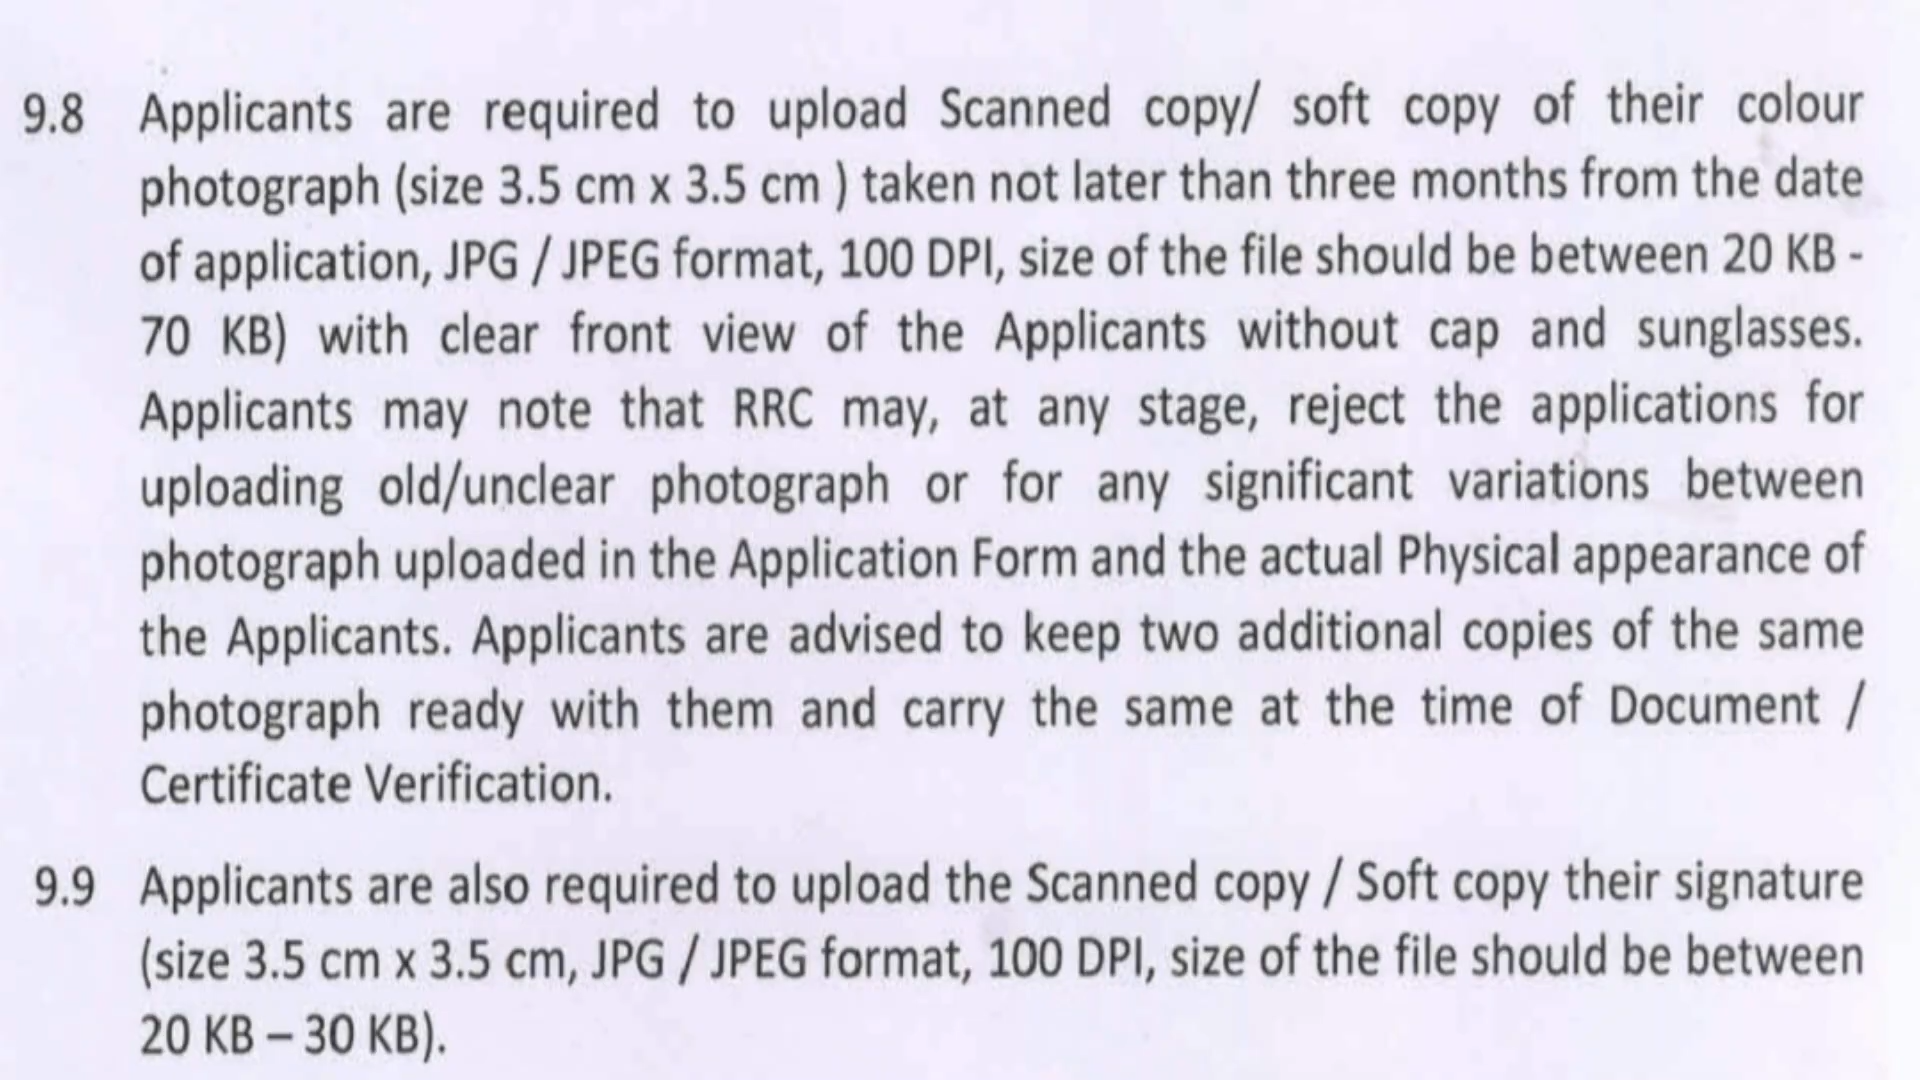 9.8 Applicants are required to upload Scanned copy/ soft copy of their colour
photograph (size 3.5 cm x 3.5 cm ) taken not later than three months from the date
of application, JPG / JPEG format, 100 DPI, size of the file should be between 20 KB -
70 KB) with clear front view of the Applicants without cap and sunglasses.
Applicants may note that RRC may, at any stage, reject the applications for
uploading old/unclear photograph or for any significant variations between
photograph uploaded in the Application Form and the actual Physical appearance of
the Applicants. Applicants are advised to keep two additional copies of the same
photograph ready with them and carry the same at the time of Document /
Certificate Verification.
9.9 Applicants are also required to upload the Scanned copy / Soft copy their signature
(size 3.5 cm x 3.5 cm, JPG / JPEG format, 100 DPI, size of the file should be between
20 KB – 30 KB).